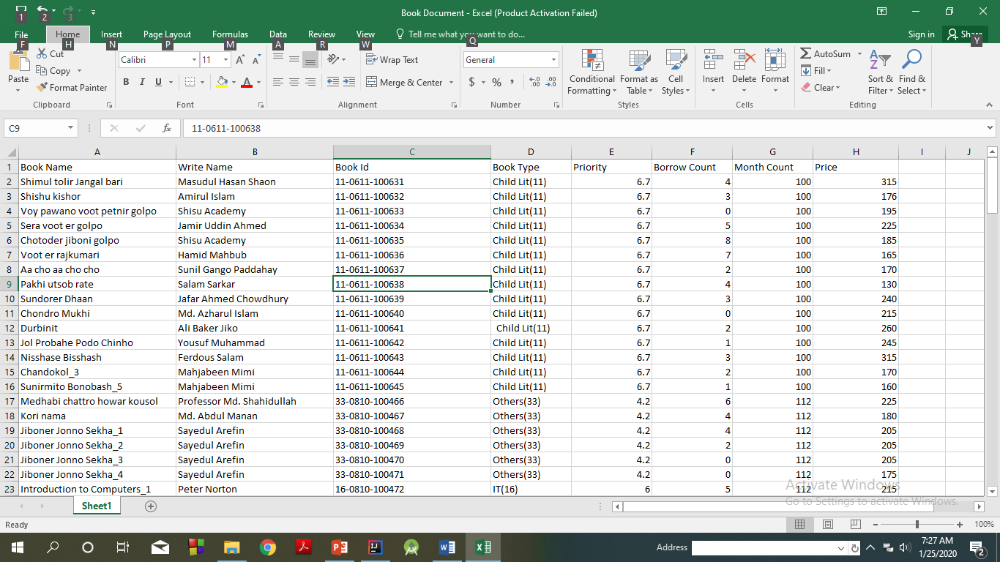 1 2 3 Book Document - Excel (Product Activation Failed)
File Home Insert Page Layout Formulas Data Review View Tell me what you want to do... Sign in Share
F H N P M A R W Q Y
Cut
Copy
Format Painter
Paste
Clipboard
Calibri 11
B I U
Font
Wrap Text
Merge & Center
Alignment
General
$ % ,
Number
Conditional Formatting
Format as Table
Cell Styles
Styles
Insert Delete Format
Cells
AutoSum
Fill
Clear
Sort & Filter
Find & Select
Editing
C9 fx 11-0611-100638
A B C D E F G H I J
1 Book Name Write Name Book Id Book Type Priority Borrow Count Month Count Price
2 Shimul tolir Jangal bari Masudul Hasan Shaon 11-0611-100631 Child Lit(11) 6.7 4 100 315
3 Shishu kishor Amirul Islam 11-0611-100632 Child Lit(11) 6.7 3 100 176
4 Voy pawano voot petnir golpo Shisu Academy 11-0611-100633 Child Lit(11) 6.7 0 100 195
5 Sera voot er golpo Jamir Uddin Ahmed 11-0611-100634 Child Lit(11) 6.7 5 100 225
6 Chotoder jiboni golpo Shisu Academy 11-0611-100635 Child Lit(11) 6.7 8 100 185
7 Voot er rajkumari Hamid Mahbub 11-0611-100636 Child Lit(11) 6.7 7 100 165
8 Aa cho aa cho cho Sunil Gango Paddahay 11-0611-100637 Child Lit(11) 6.7 2 100 170
9 Pakhi utsob rate Salam Sarkar 11-0611-100638 Child Lit(11) 6.7 4 100 130
10 Sundorer Dhaan Jafar Ahmed Chowdhury 11-0611-100639 Child Lit(11) 6.7 3 100 240
11 Chondro Mukhi Md. Azharul Islam 11-0611-100640 Child Lit(11) 6.7 0 100 215
12 Durbinit Ali Baker Jiko 11-0611-100641 Child Lit(11) 6.7 2 100 260
13 Jol Probahe Podo Chinho Yousuf Muhammad 11-0611-100642 Child Lit(11) 6.7 1 100 245
14 Nisshase Bisshash Ferdous Salam 11-0611-100643 Child Lit(11) 6.7 3 100 315
15 Chandokol_3 Mahjabeen Mimi 11-0611-100644 Child Lit(11) 6.7 2 100 170
16 Sunirmito Bonobash_5 Mahjabeen Mimi 11-0611-100645 Child Lit(11) 6.7 1 100 160
17 Medhabi chattro howar kousol Professor Md. Shahidullah 33-0810-100466 Others(33) 4.2 6 112 225
18 Kori nama Md. Abdul Manan 33-0810-100467 Others(33) 4.2 4 112 180
19 Jiboner Jonno Sekha_1 Sayedul Arefin 33-0810-100468 Others(33) 4.2 4 112 205
20 Jiboner Jonno Sekha_2 Sayedul Arefin 33-0810-100469 Others(33) 4.2 2 112 205
21 Jiboner Jonno Sekha_3 Sayedul Arefin 33-0810-100470 Others(33) 4.2 0 112 205
22 Jiboner Jonno Sekha_4 Sayedul Arefin 33-0810-100471 Others(33) 4.2 0 112 175
23 Introduction to Computers_1 Peter Norton 16-0810-100472 IT(16) 6 5 112 215
Activate Windows
Go to Settings to activate Windows.
Sheet1
Ready 100%
Address 7:27 AM
1/25/2020 2